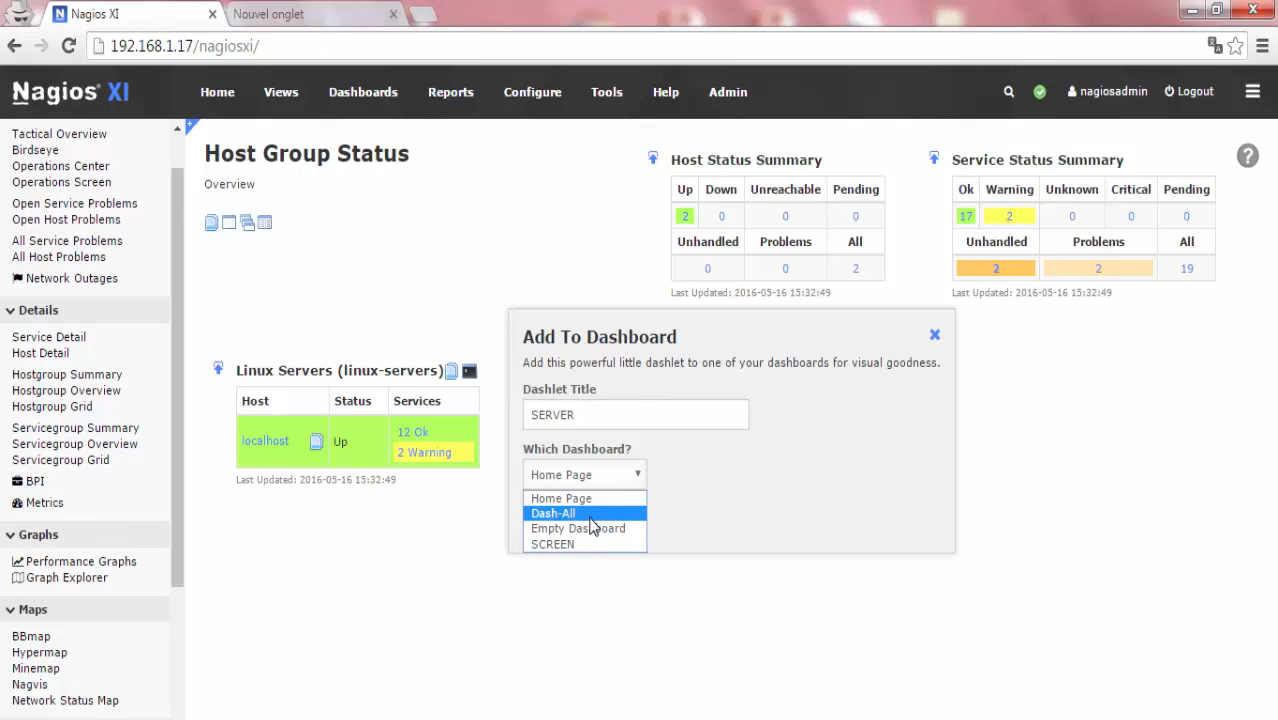 Nagios XI
Nouvel onglet
192.168.1.17/nagiosxi/
Nagios® XI
Home
Views
Dashboards
Reports
Configure
Tools
Help
Admin
nagiosadmin
Logout
Tactical Overview
Birdseye
Operations Center
Operations Screen
Open Service Problems
Open Host Problems
All Service Problems
All Host Problems
Network Outages
Details
Service Detail
Host Detail
Hostgroup Summary
Hostgroup Overview
Hostgroup Grid
Servicegroup Summary
Servicegroup Overview
Servicegroup Grid
BPI
Metrics
Graphs
Performance Graphs
Graph Explorer
Maps
BBmap
Hypermap
Minemap
Nagvis
Network Status Map
Host Group Status
Overview
Host Status Summary
Up Down Unreachable Pending
2 0 0 0
Unhandled Problems All
0 0 2
Last Updated: 2016-05-16 15:32:49
Service Status Summary
Ok Warning Unknown Critical Pending
17 2 0 0 0
Unhandled Problems All
2 2 19
Last Updated: 2016-05-16 15:32:49
Linux Servers (linux-servers)
Host Status Services
localhost Up 12 Ok
2 Warning
Last Updated: 2016-05-16 15:32:49
Add To Dashboard
Add this powerful little dashlet to one of your dashboards for visual goodness.
Dashlet Title
SERVER
Which Dashboard?
Home Page
Home Page
Dash-All
Empty Dashboard
SCREEN